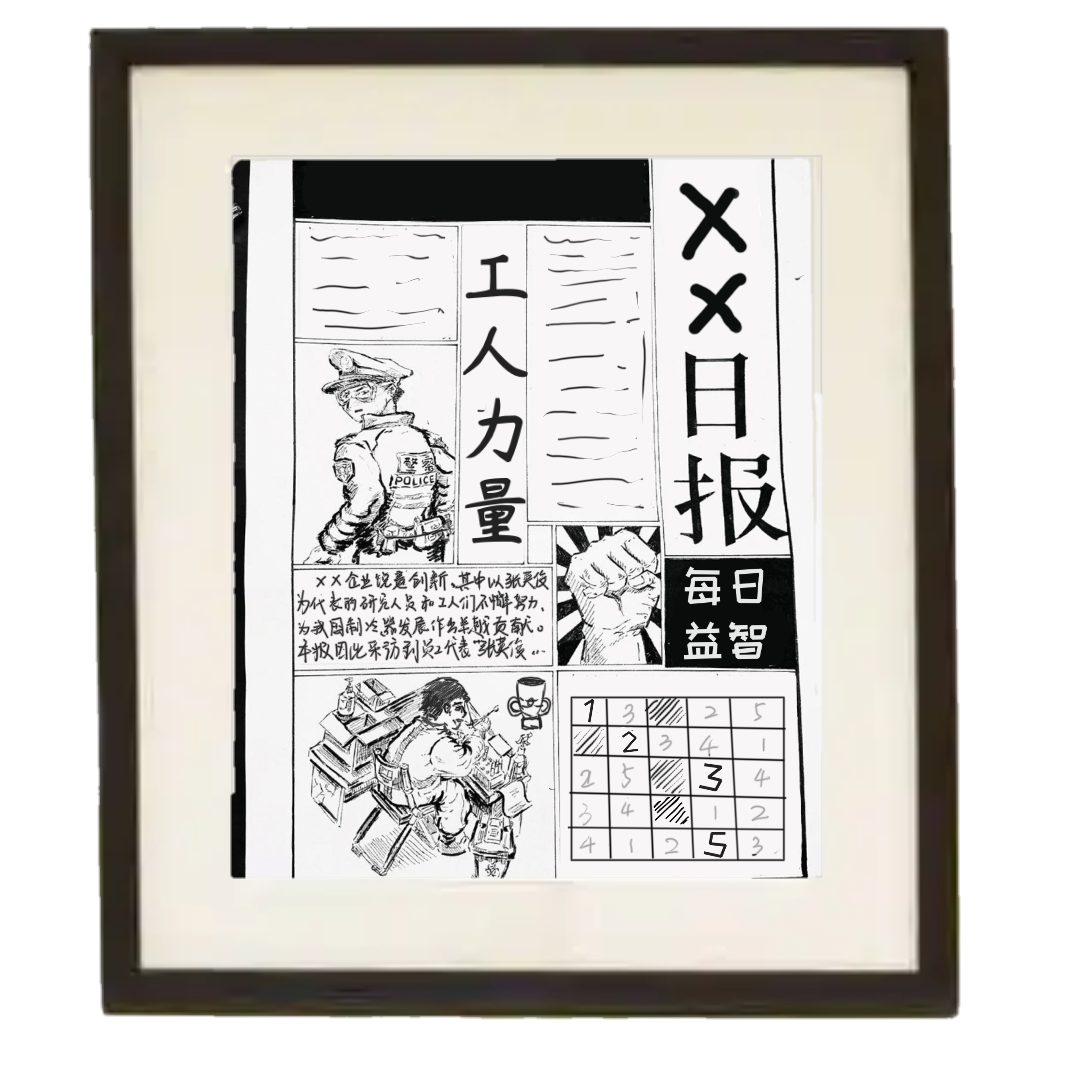 ××日报
每日
益智
工人力量
警察
POLICE
××企业锐意创新、其中以张英俊
为代表的研究人员和工人们不懈努力、
为我国制冷器发展作出卓越贡献。
本报因此采访到员工代表张英俊…
1 3 2 5
2 3 4 1
2 5 3 4
3 4 1 2
4 1 2 5 3